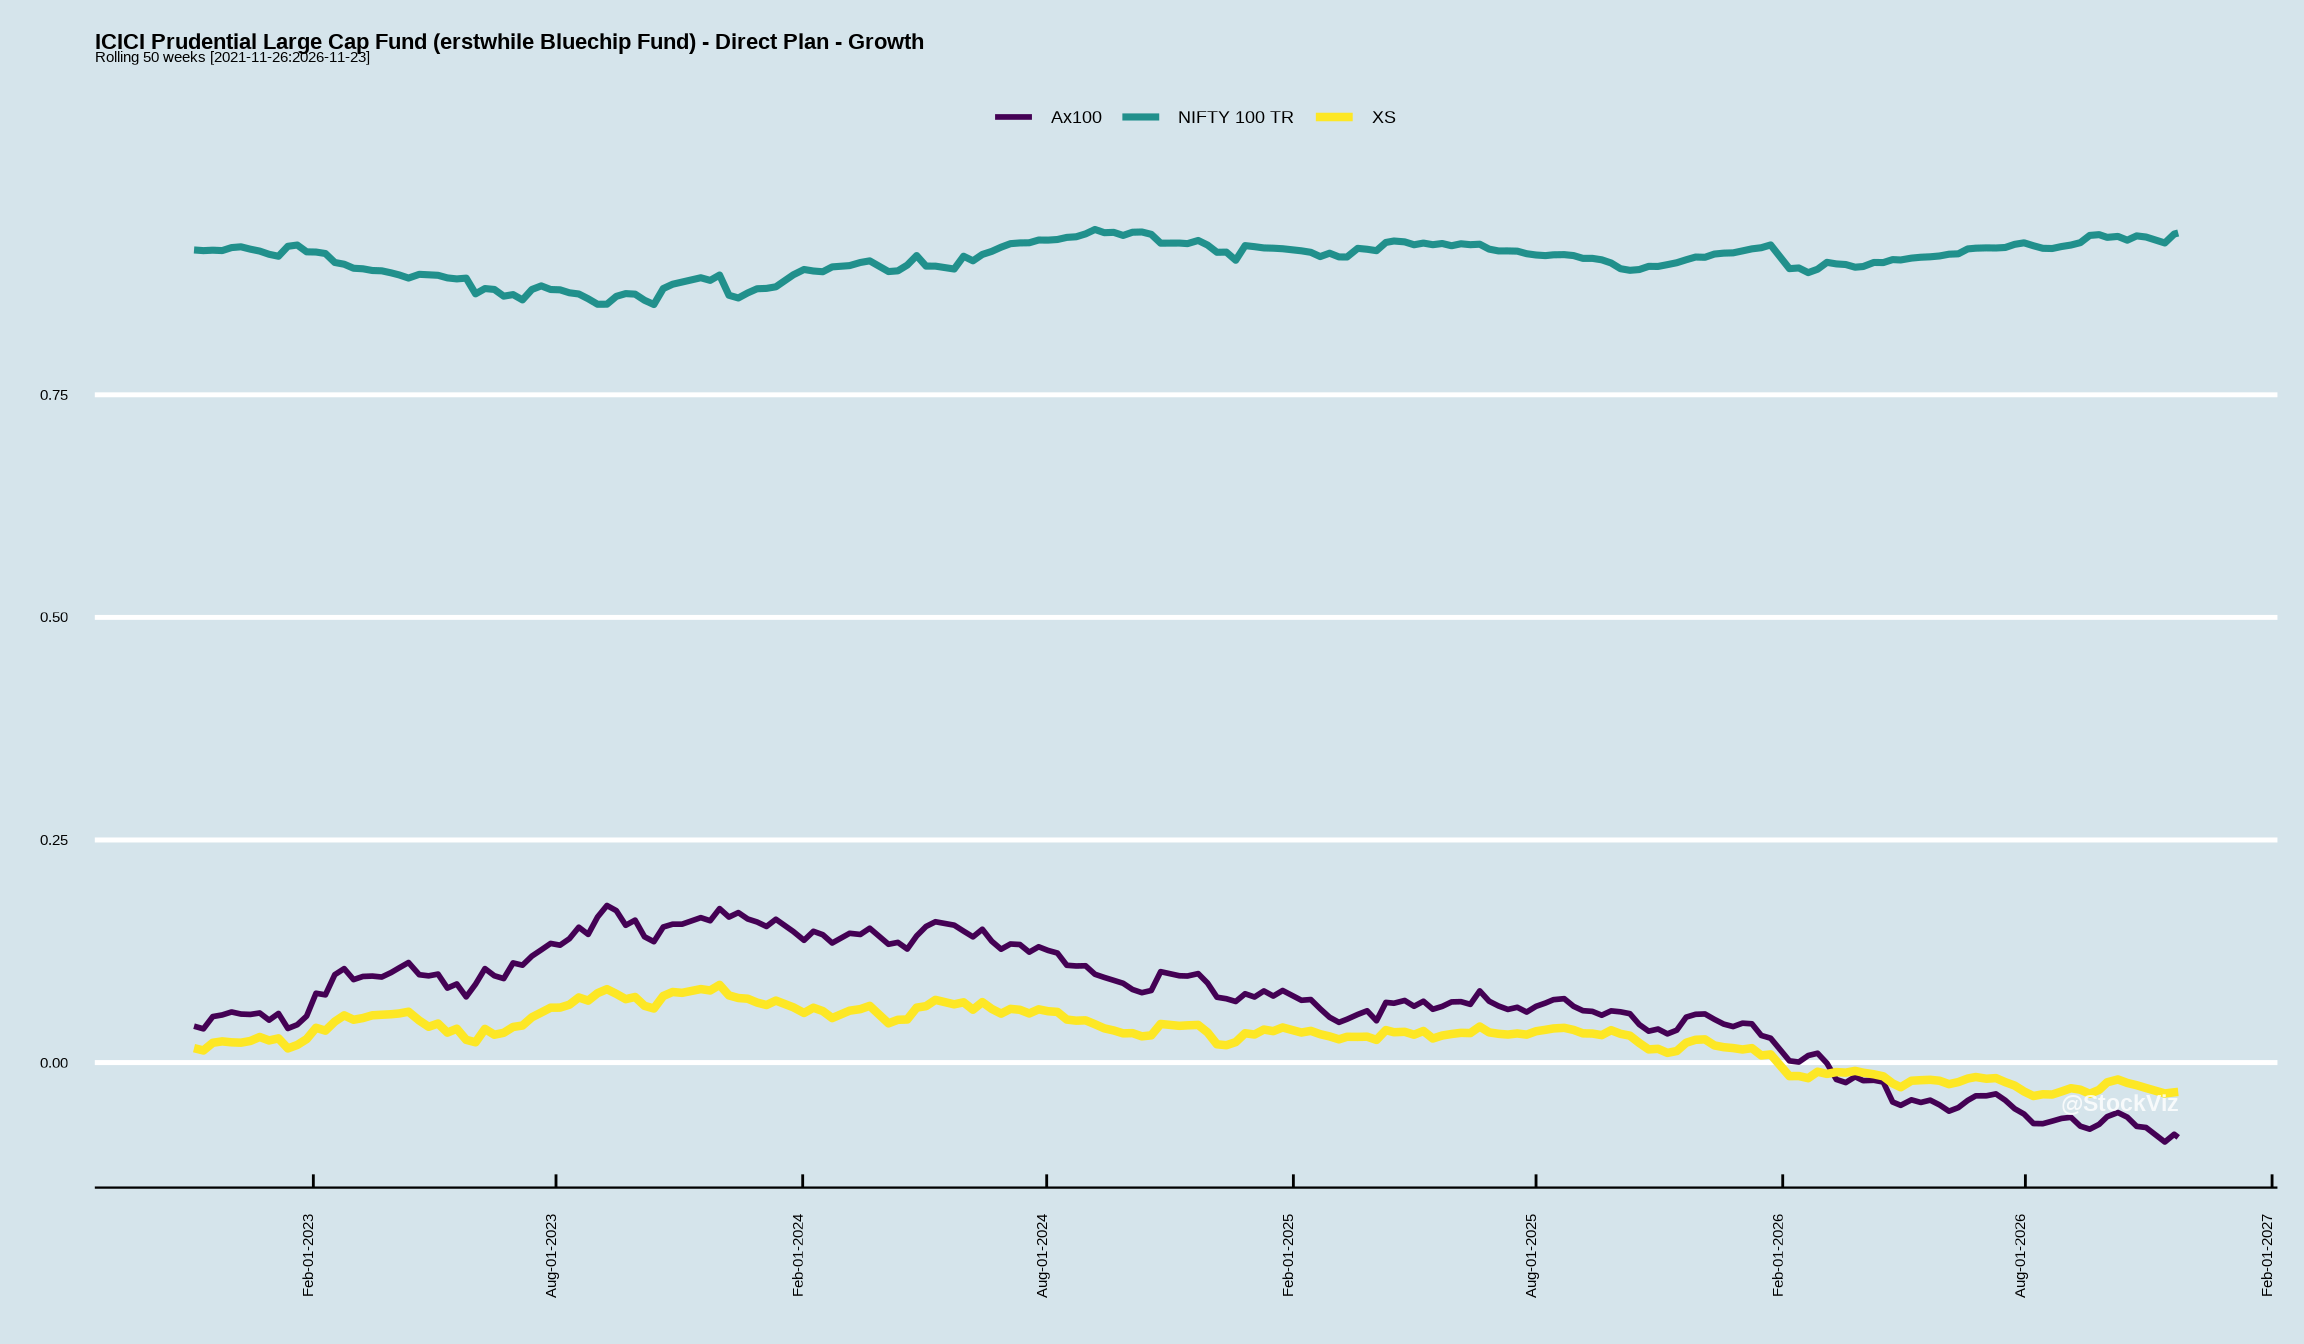 ICICI Prudential Large Cap Fund (erstwhile Bluechip Fund) - Direct Plan - Growth
Rolling 50 weeks [2021-11-26:2026-11-23]
Ax100 NIFTY 100 TR XS
0.75
0.50
0.25
0.00
@StockViz
Feb-01-2023 Aug-01-2023 Feb-01-2024 Aug-01-2024 Feb-01-2025 Aug-01-2025 Feb-01-2026 Aug-01-2026 Feb-01-2027